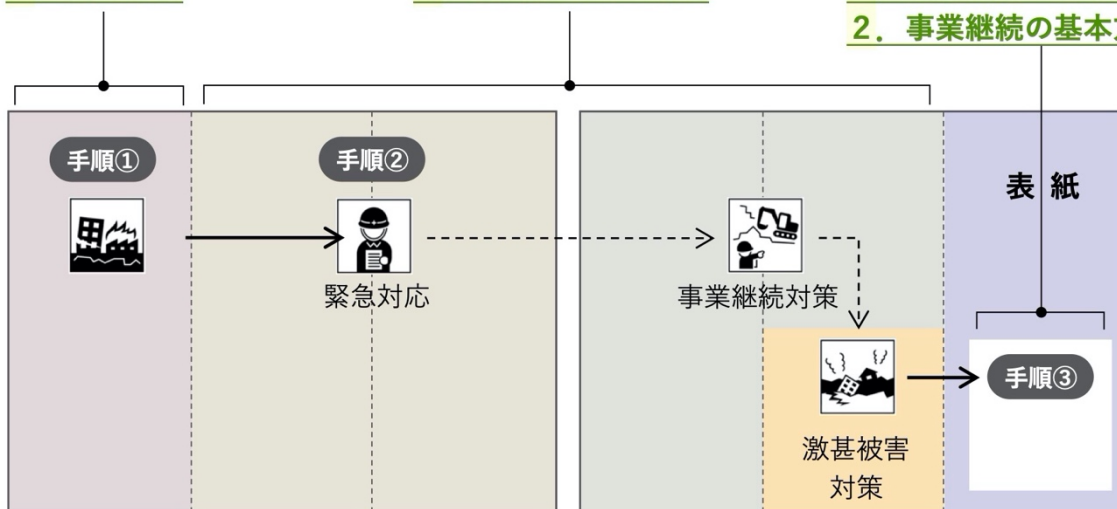 2. 事業継続の基本
手順①
手順②
表紙
緊急対応
事業継続対策
手順③
激甚被害
対策